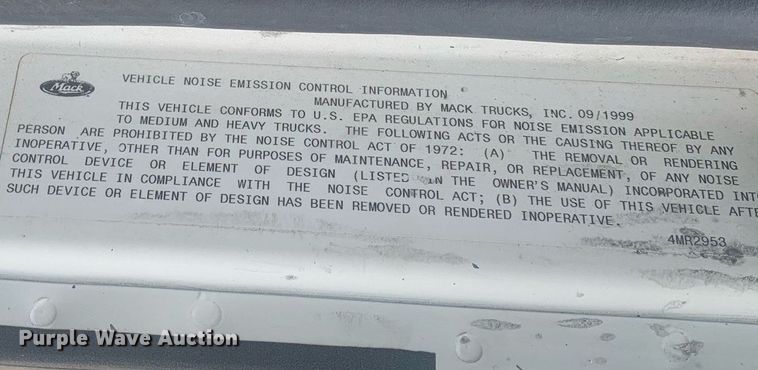 Mack
VEHICLE NOISE EMISSION CONTROL INFORMATION
MANUFACTURED BY MACK TRUCKS, INC. 09/1999
THIS VEHICLE CONFORMS TO U.S. EPA REGULATIONS FOR NOISE EMISSION APPLICABLE
TO MEDIUM AND HEAVY TRUCKS. THE FOLLOWING ACTS OR THE CAUSING THEREOF BY ANY
PERSON ARE PROHIBITED BY THE NOISE CONTROL ACT OF 1972: (A) THE REMOVAL OR RENDERING
INOPERATIVE, OTHER THAN FOR PURPOSES OF MAINTENANCE, REPAIR, OR REPLACEMENT, OF ANY NOISE
CONTROL DEVICE OR ELEMENT OF DESIGN (LISTED IN THE OWNER'S MANUAL) INCORPORATED INT
THIS VEHICLE IN COMPLIANCE WITH THE NOISE CONTROL ACT; (B) THE USE OF THIS VEHICLE AFTE
SUCH DEVICE OR ELEMENT OF DESIGN HAS BEEN REMOVED OR RENDERED INOPERATIVE.
4MR2953
Purple Wave Auction